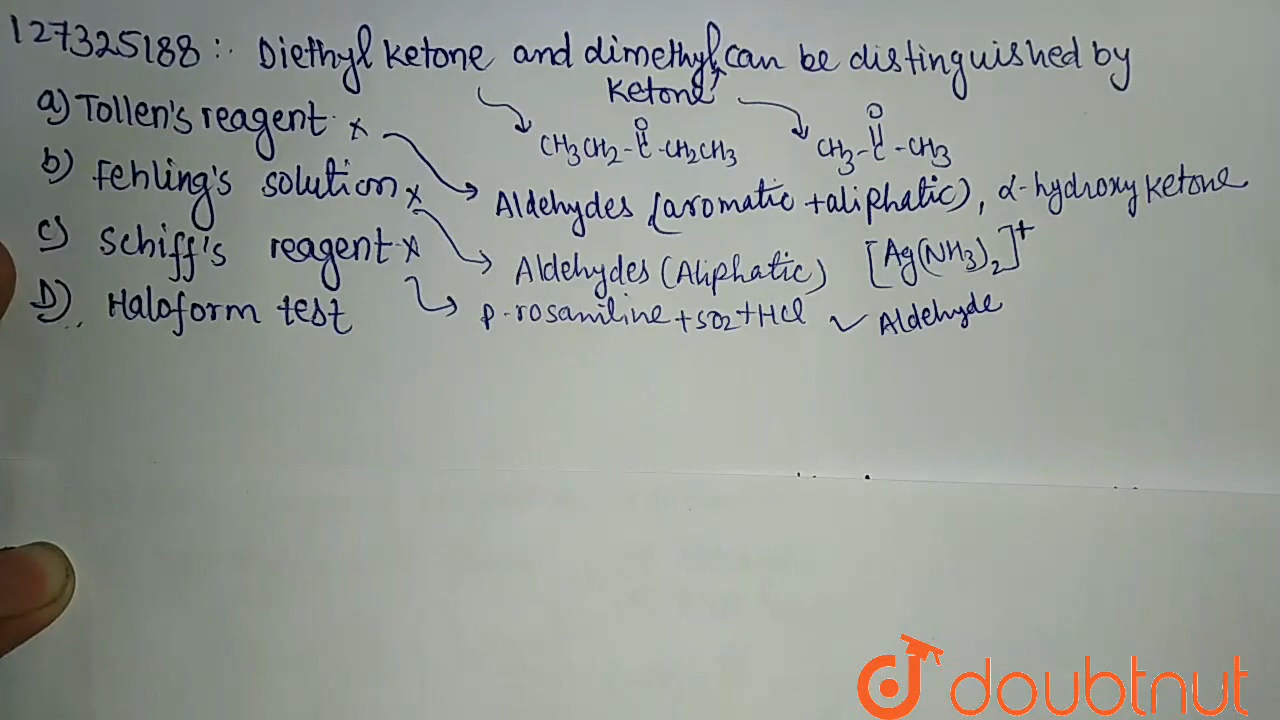 127325188:. Diethyl ketone and dimethyl can be distinguished by
ketone
a) Tollen's reagent. x
CH3CH2-C-CH2CH3
O
CH3-C-CH3
O
b) Fehling's solution x
Aldehydes (aromatic +aliphatic), α-hydroxy ketone
c) Schiff's reagent x
Aldehydes (Aliphatic) [Ag(NH3)2]+
D) Haloform test
p-rosaniline+SO2+HCl ✓ Aldehyde
doubtnut